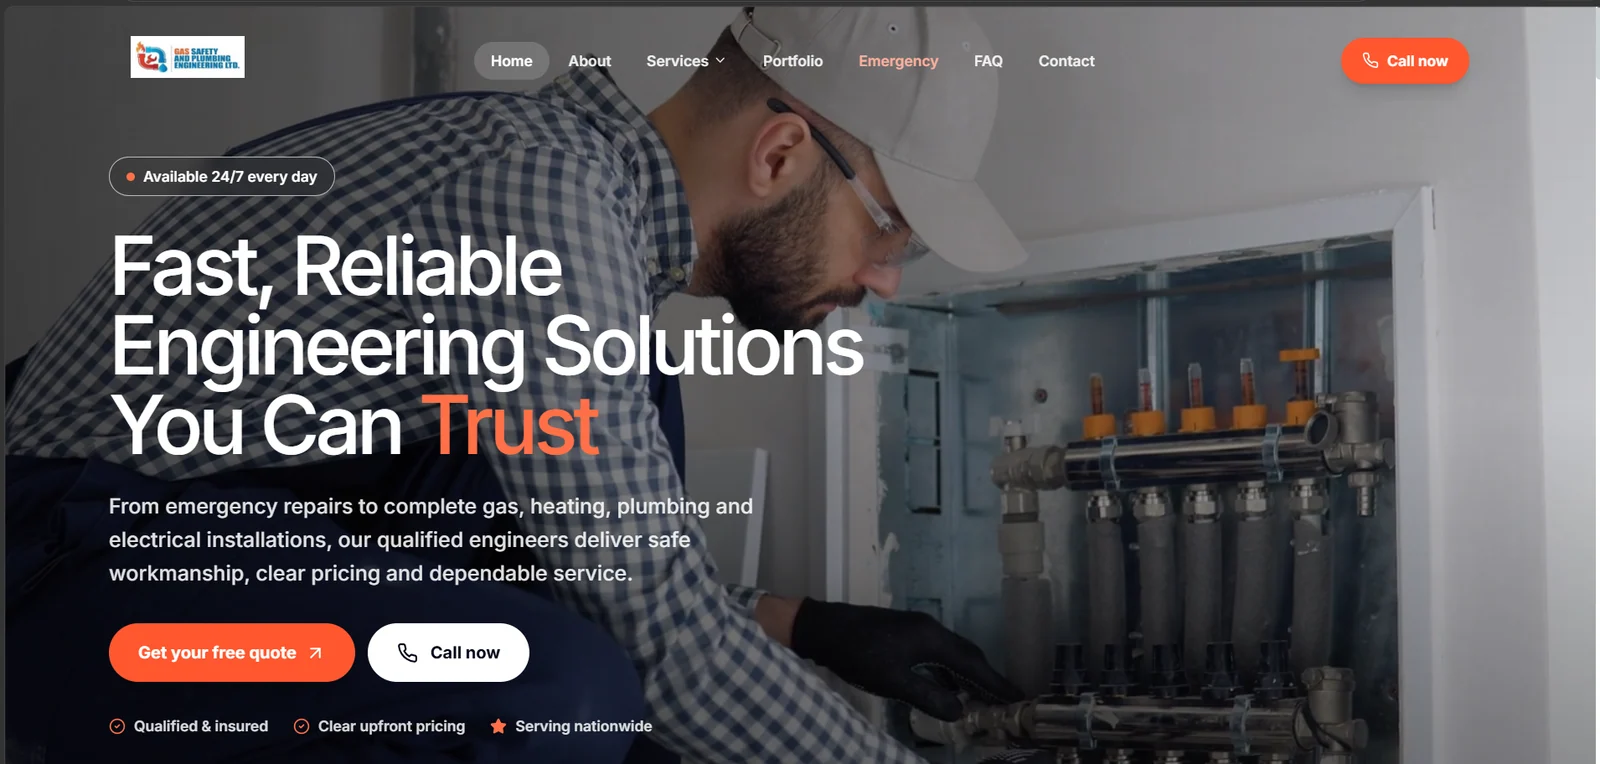 GAS SAFETY
AND PLUMBING
ENGINEERING LTD.
Home
About
Services
Portfolio
Emergency
FAQ
Contact
Call now
Available 24/7 every day
Fast, Reliable
Engineering Solutions
You Can Trust
From emergency repairs to complete gas, heating, plumbing and
electrical installations, our qualified engineers deliver safe
workmanship, clear pricing and dependable service.
Get your free quote
Call now
Qualified & insured
Clear upfront pricing
Serving nationwide